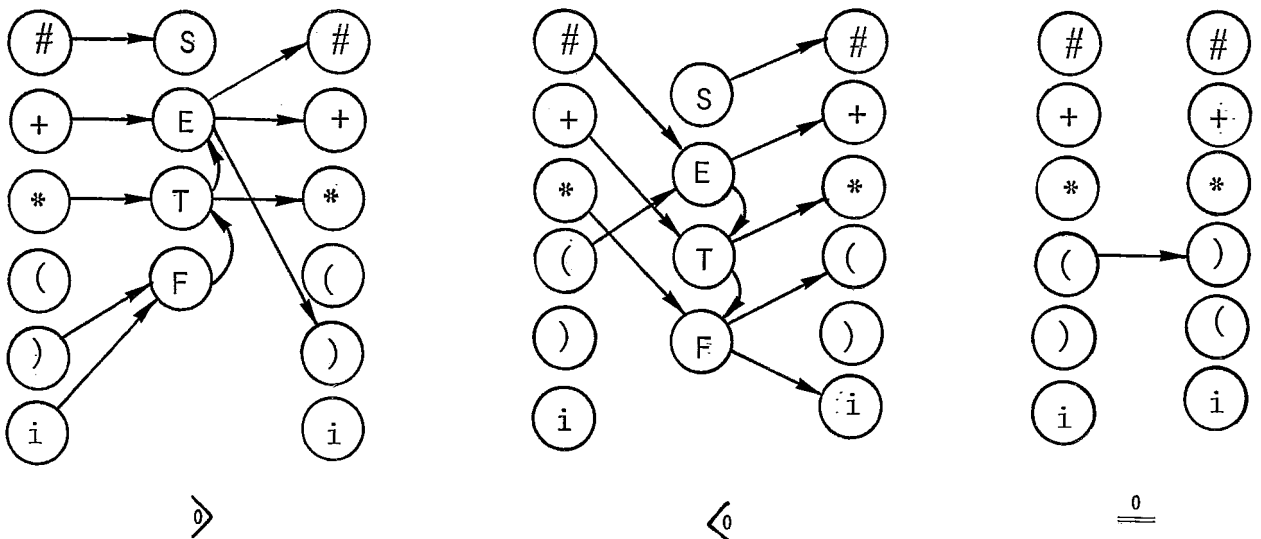 # S # # # #
+ E + + S + + E + + + +
* T * * T * * *
( F ( ( F ( ( )
) ) ) ) ) (
i i i i i i
0 0 0